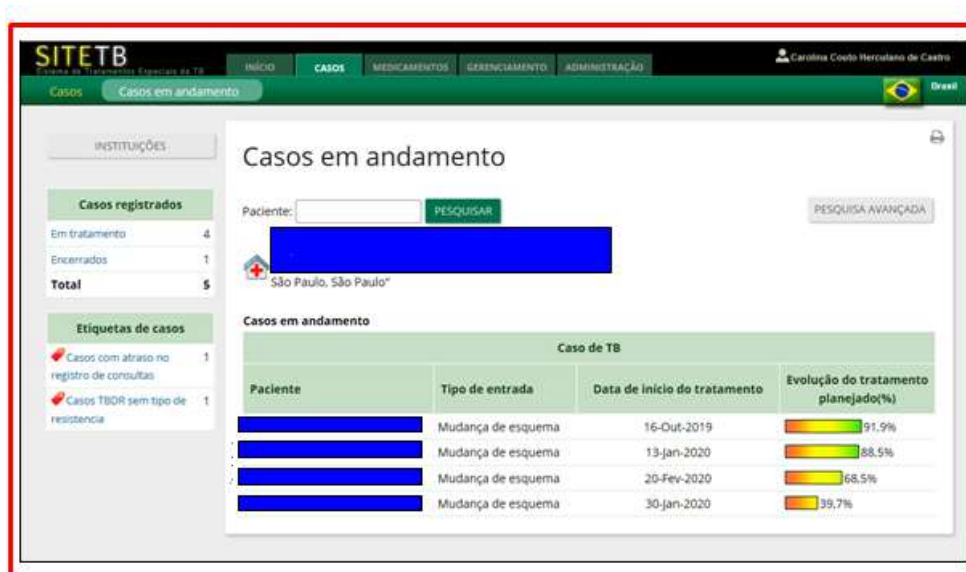 SITETB
Sistema de Tratamentos Especiais da TB
INÍCIO CASOS MEDICAMENTOS GERENCIAMENTO ADMINISTRAÇÃO
Carolina Couto Herculano de Castro
Casos Casos em andamento
Brasil
INSTITUIÇÕES
Casos registrados
Em tratamento 4
Encerrados 1
Total 5
Etiquetas de casos
Casos com atraso no registro de consultas 1
Casos TBDR sem tipo de resistencia 1
Casos em andamento
Paciente: PESQUISAR
PESQUISA AVANÇADA
São Paulo, São Paulo"
Casos em andamento
Caso de TB
Paciente Tipo de entrada Data de início do tratamento Evolução do tratamento planejado(%)
Mudança de esquema 16-Out-2019 91,9%
Mudança de esquema 13-Jan-2020 88,5%
Mudança de esquema 20-Fev-2020 68,5%
Mudança de esquema 30-Jan-2020 39,7%